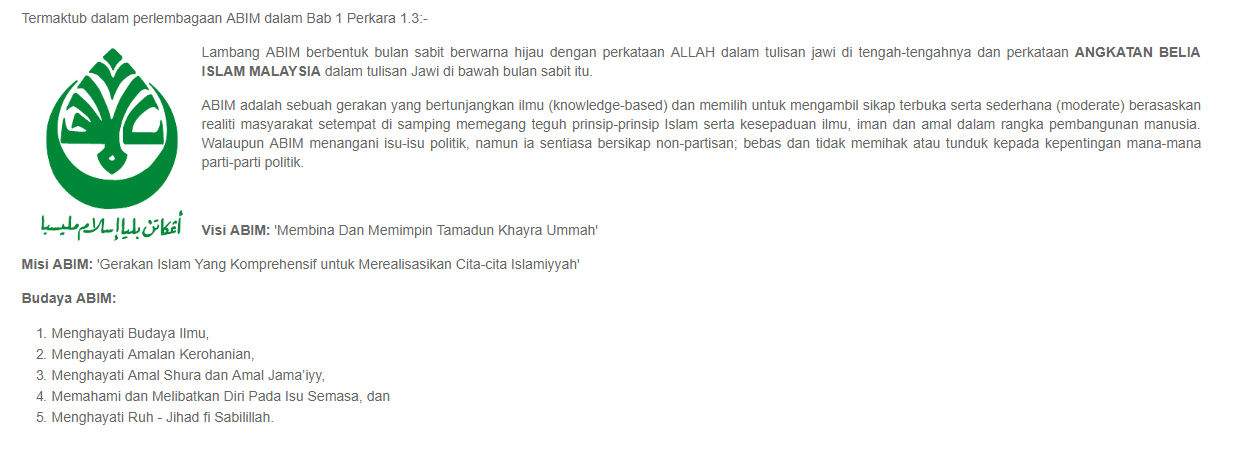 Termaktub dalam perlembagaan ABIM dalam Bab 1 Perkara 1.3:-
Lambang ABIM berbentuk bulan sabit berwarna hijau dengan perkataan ALLAH dalam tulisan jawi di tengah-tengahnya dan perkataan ANGKATAN BELIA
ISLAM MALAYSIA dalam tulisan Jawi di bawah bulan sabit itu.
ABIM adalah sebuah gerakan yang bertunjangkan ilmu (knowledge-based) dan memilih untuk mengambil sikap terbuka serta sederhana (moderate) berasaskan
realiti masyarakat setempat di samping memegang teguh prinsip-prinsip Islam serta kesepaduan ilmu, iman dan amal dalam rangka pembangunan manusia.
Walaupun ABIM menangani isu-isu politik, namun ia sentiasa bersikap non-partisan; bebas dan tidak memihak atau tunduk kepada kepentingan mana-mana
parti-parti politik.
اڠكاتن بليا إسلام مليسيا
Visi ABIM: 'Membina Dan Memimpin Tamadun Khayra Ummah'
Misi ABIM: 'Gerakan Islam Yang Komprehensif untuk Merealisasikan Cita-cita Islamiyyah'
Budaya ABIM:
1. Menghayati Budaya Ilmu,
2. Menghayati Amalan Kerohanian,
3. Menghayati Amal Shura dan Amal Jama'iyy,
4. Memahami dan Melibatkan Diri Pada Isu Semasa, dan
5. Menghayati Ruh - Jihad fi Sabilillah.